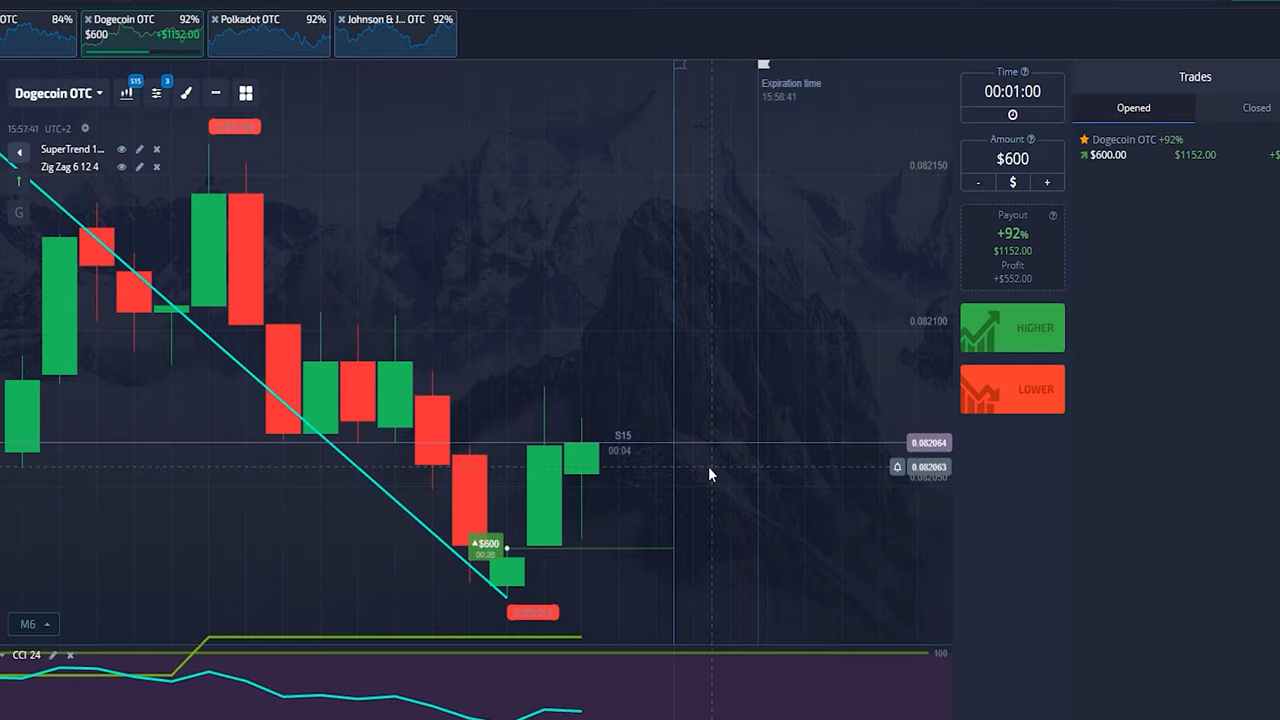 OTC 84%
Dogecoin OTC 92%
$600 +$1152.00
Polkadot OTC 92%
Johnson & J... OTC 92%
Dogecoin OTC
S15
3
15:57:41 UTC+2
SuperTrend 1...
Zig Zag 6 12 4
G
Expiration time
15:58:41
0.082150
0.082100
S15
00:04
0.082064
0.082063
0.082050
$600
M6
CCI 24
100
Time
00:01:00
Amount
$600
- $ +
Payout
+92%
$1152.00
Profit
+$552.00
HIGHER
LOWER
Trades
Opened Closed
Dogecoin OTC +92%
$600.00 $1152.00 +$